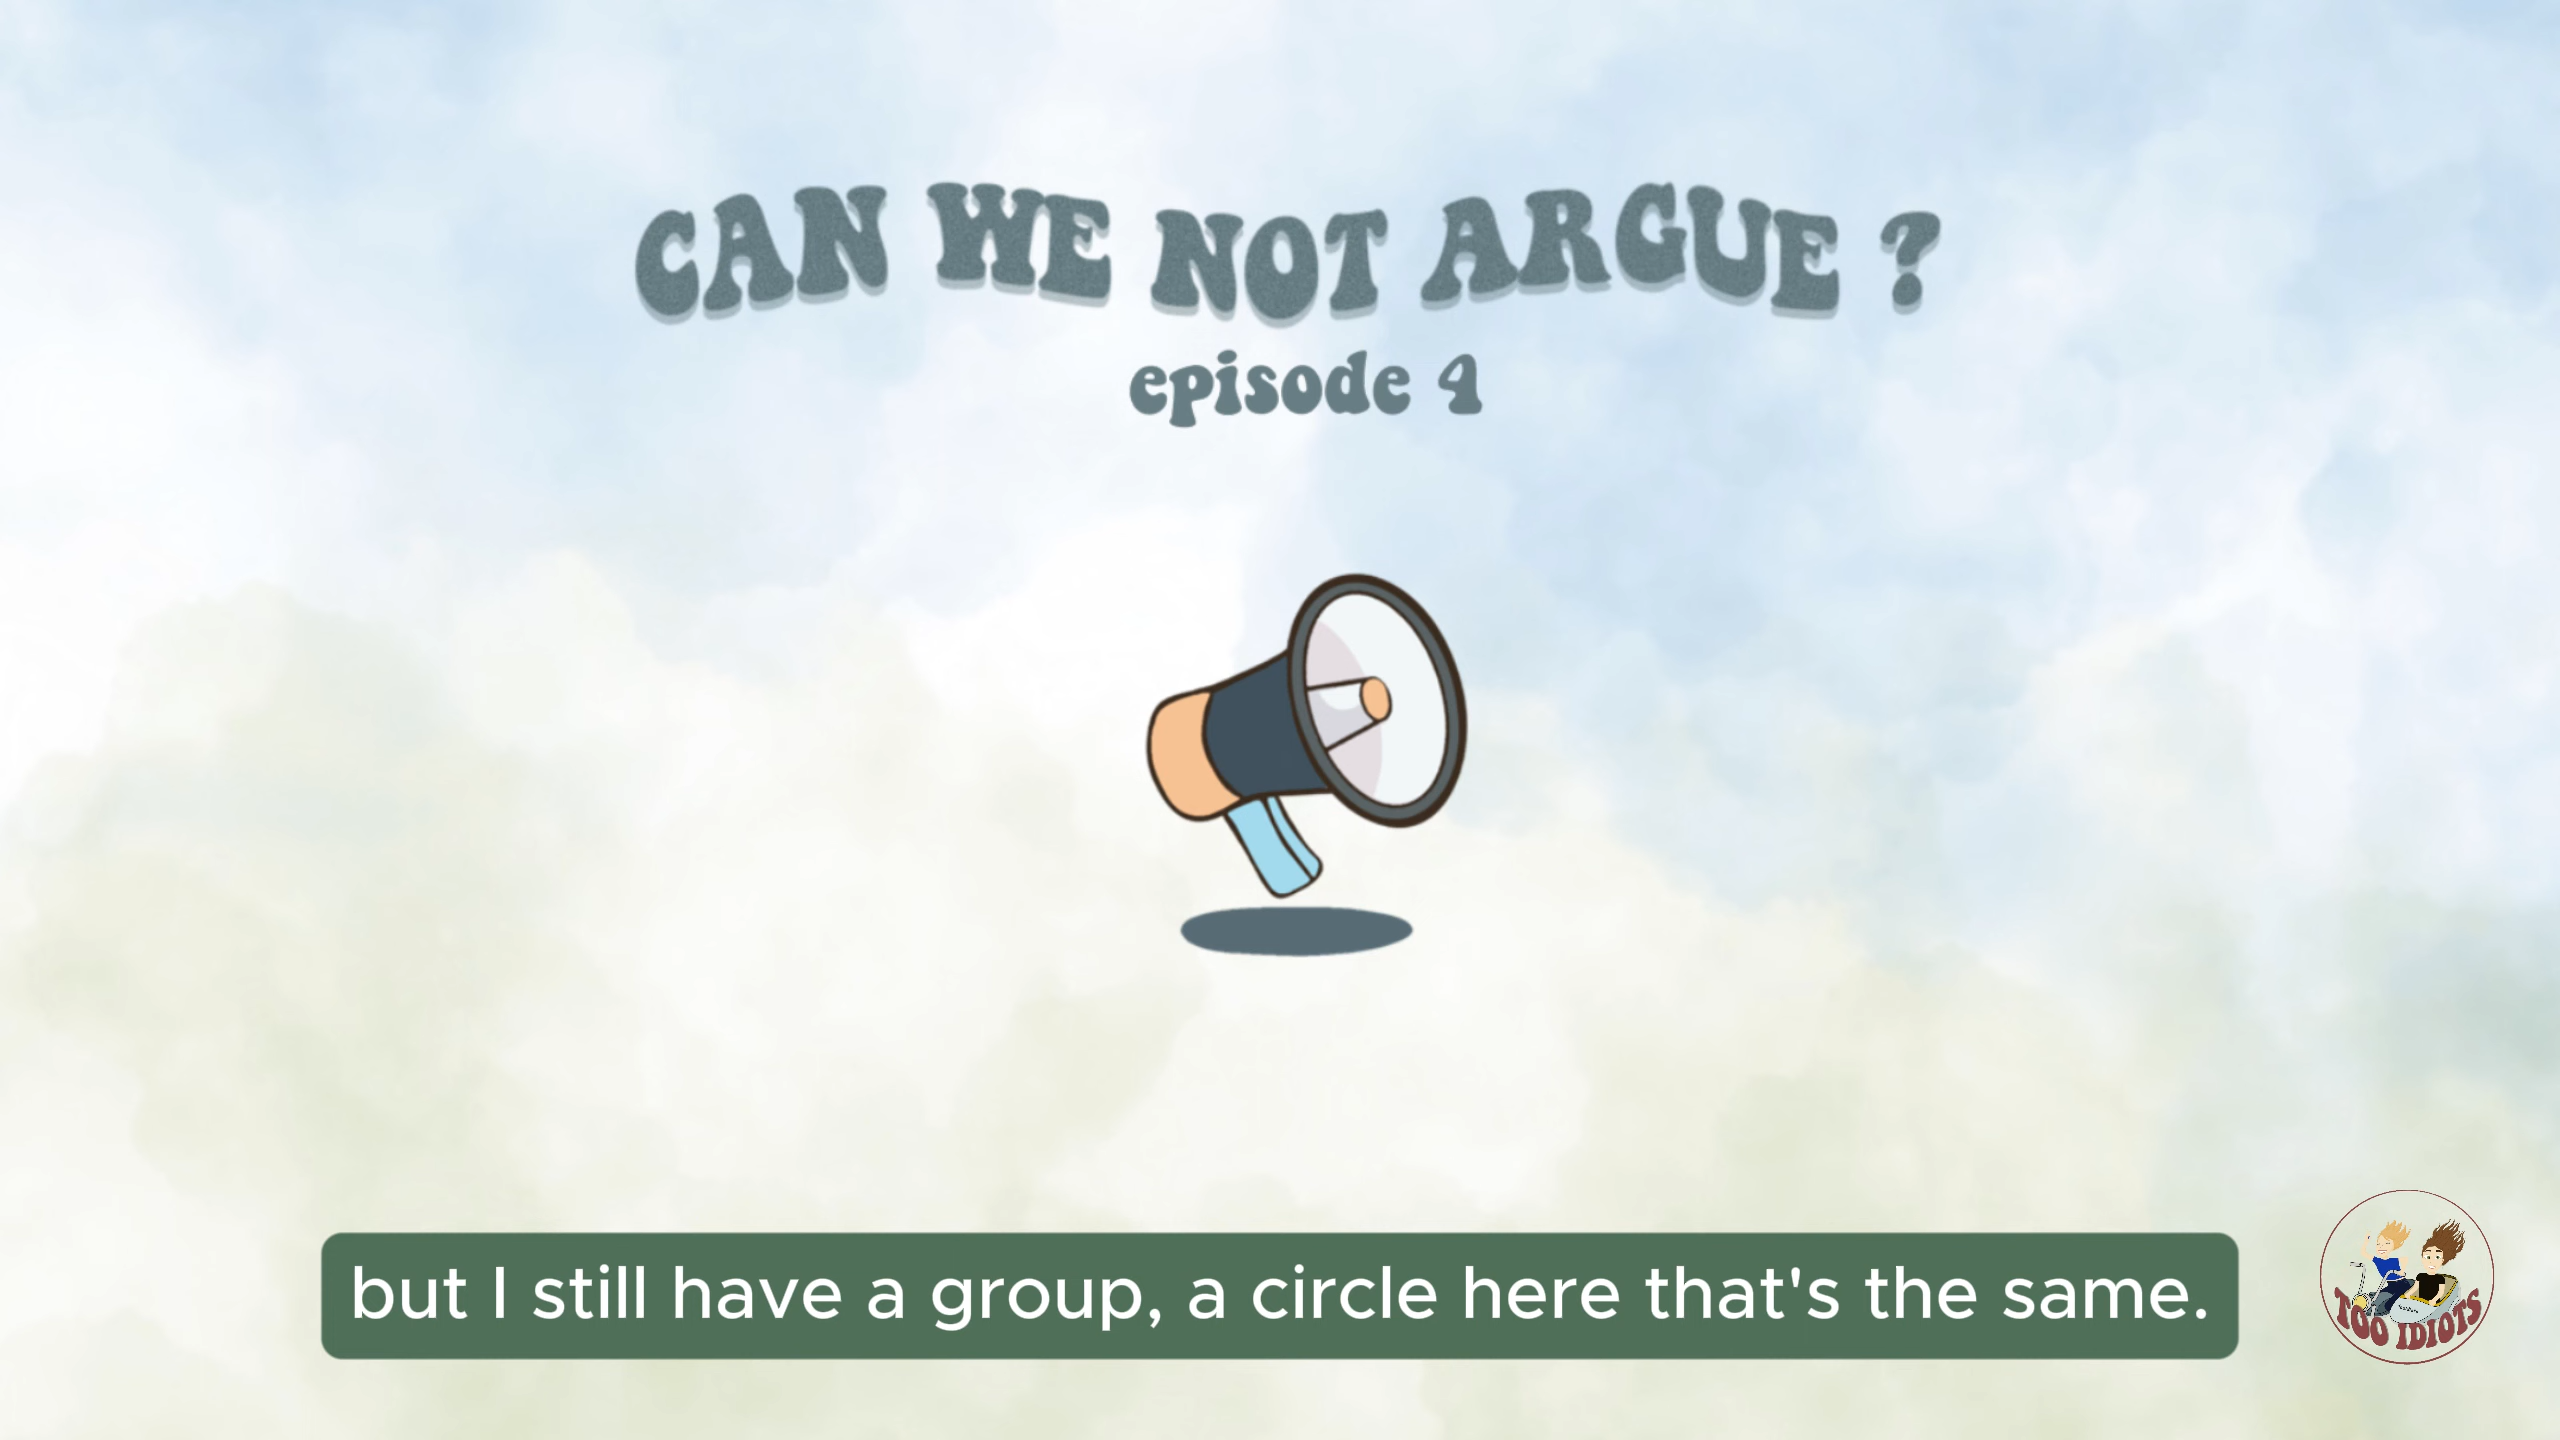 CAN WE NOT ARGUE ?
episode 4
but I still have a group, a circle here that's the same.
TOO IDIOTS